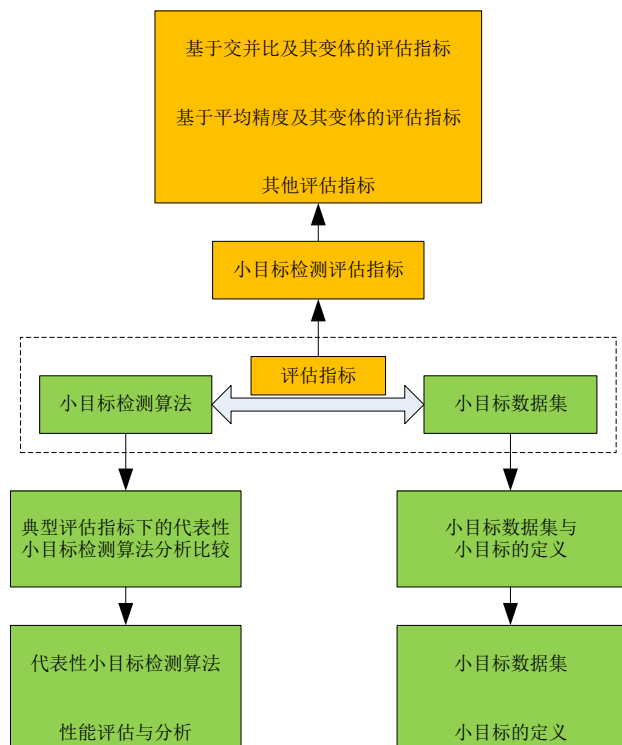 基于交并比及其变体的评估指标
基于平均精度及其变体的评估指标
其他评估指标
小目标检测评估指标
评估指标
小目标检测算法
小目标数据集
典型评估指标下的代表性
小目标检测算法分析比较
小目标数据集与
小目标的定义
代表性小目标检测算法
性能评估与分析
小目标数据集
小目标的定义